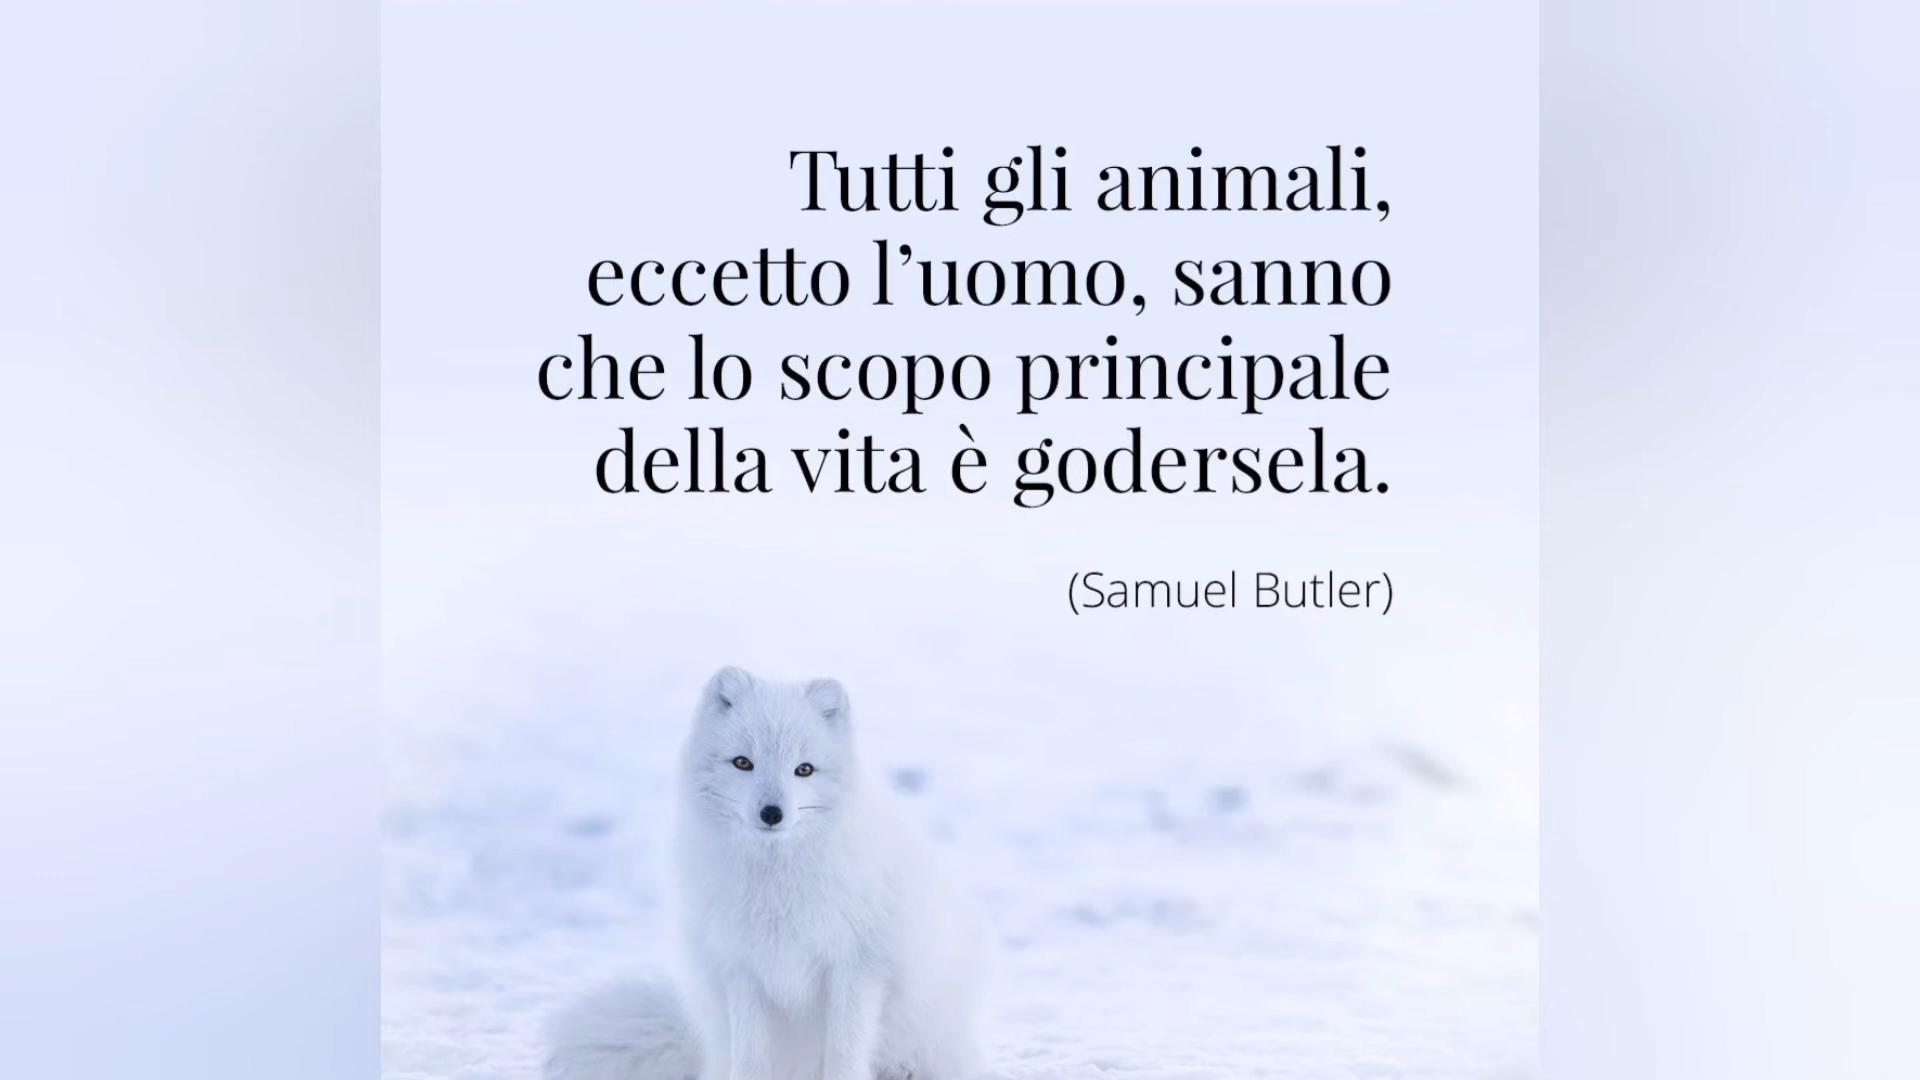 Tutti gli animali,
eccetto l’uomo, sanno
che lo scopo principale
della vita è godersela.
(Samuel Butler)